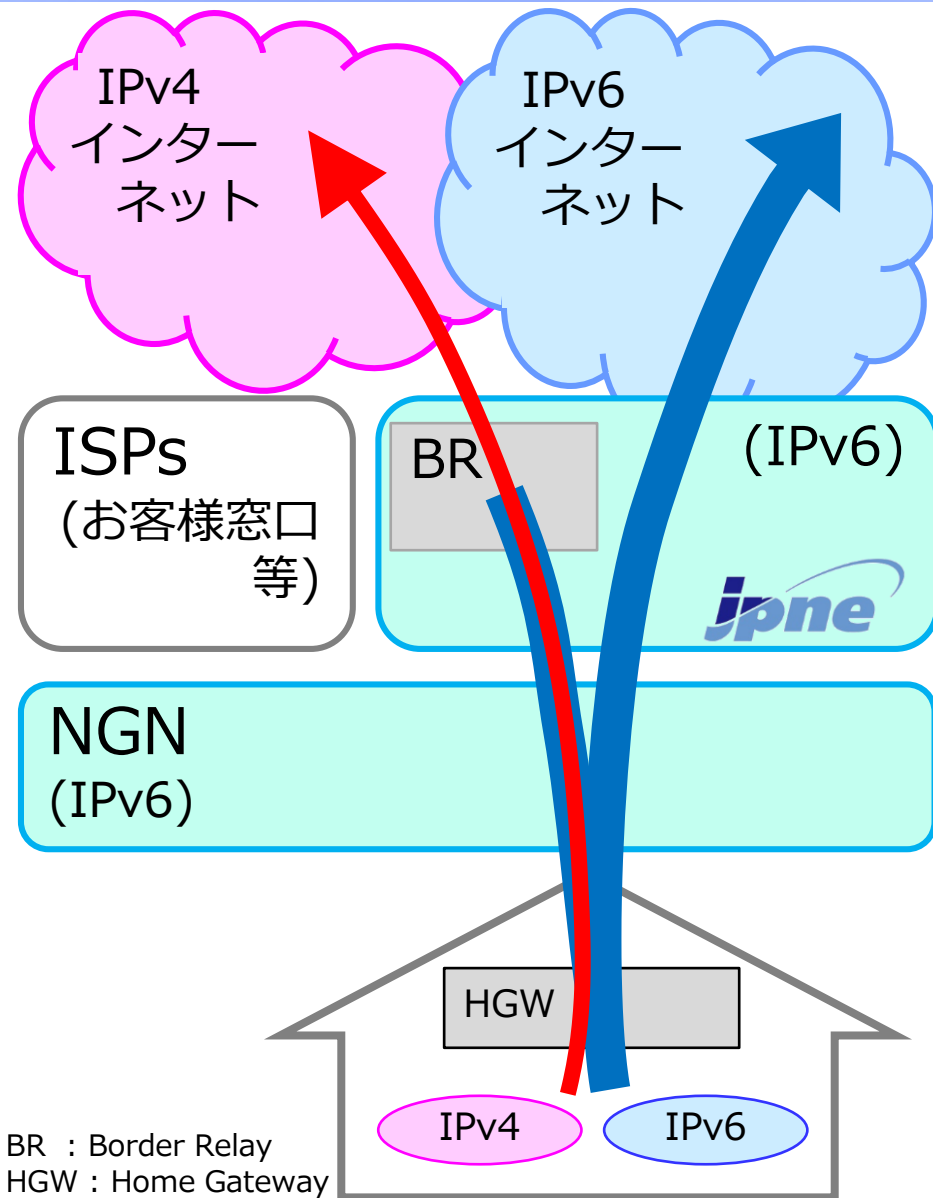 IPv4
インター
ネット
IPv6
インター
ネット
ISPs
(お客様窓口
等)
BR
(IPv6)
jpne
NGN
(IPv6)
HGW
IPv4
IPv6
BR : Border Relay
HGW : Home Gateway